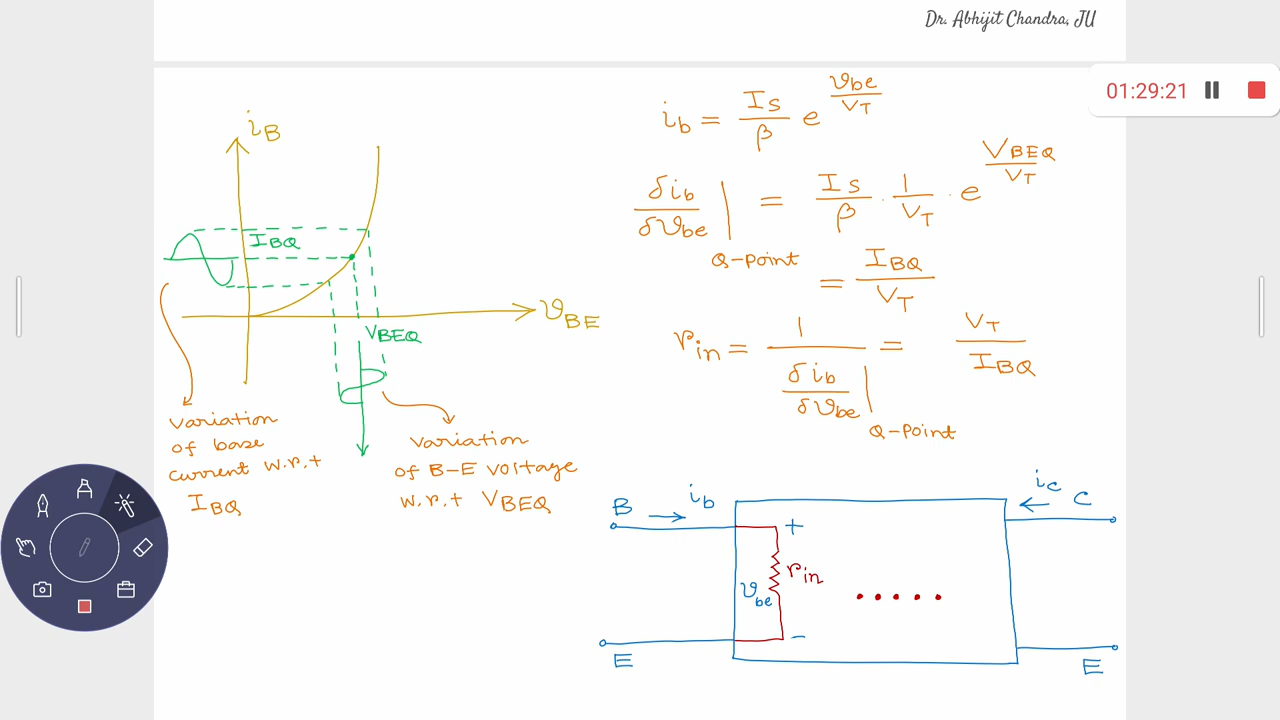 Dr. Abhijit Chandra, JU
01:29:21
iB
IBQ
VBEQ
vBE
variation
of base
current w.r.t
IBQ
variation
of B-E voltage
w.r.t VBEQ
ib = IS/β e^(vbe/VT)
δib/δvbe | Q-point = IS/β · 1/VT · e^(VBEQ/VT)
= IBQ/VT
rin = 1/(δib/δvbe | Q-point) = VT/IBQ
B ib
ic C
+
rin
vbe
.....
-
E
E